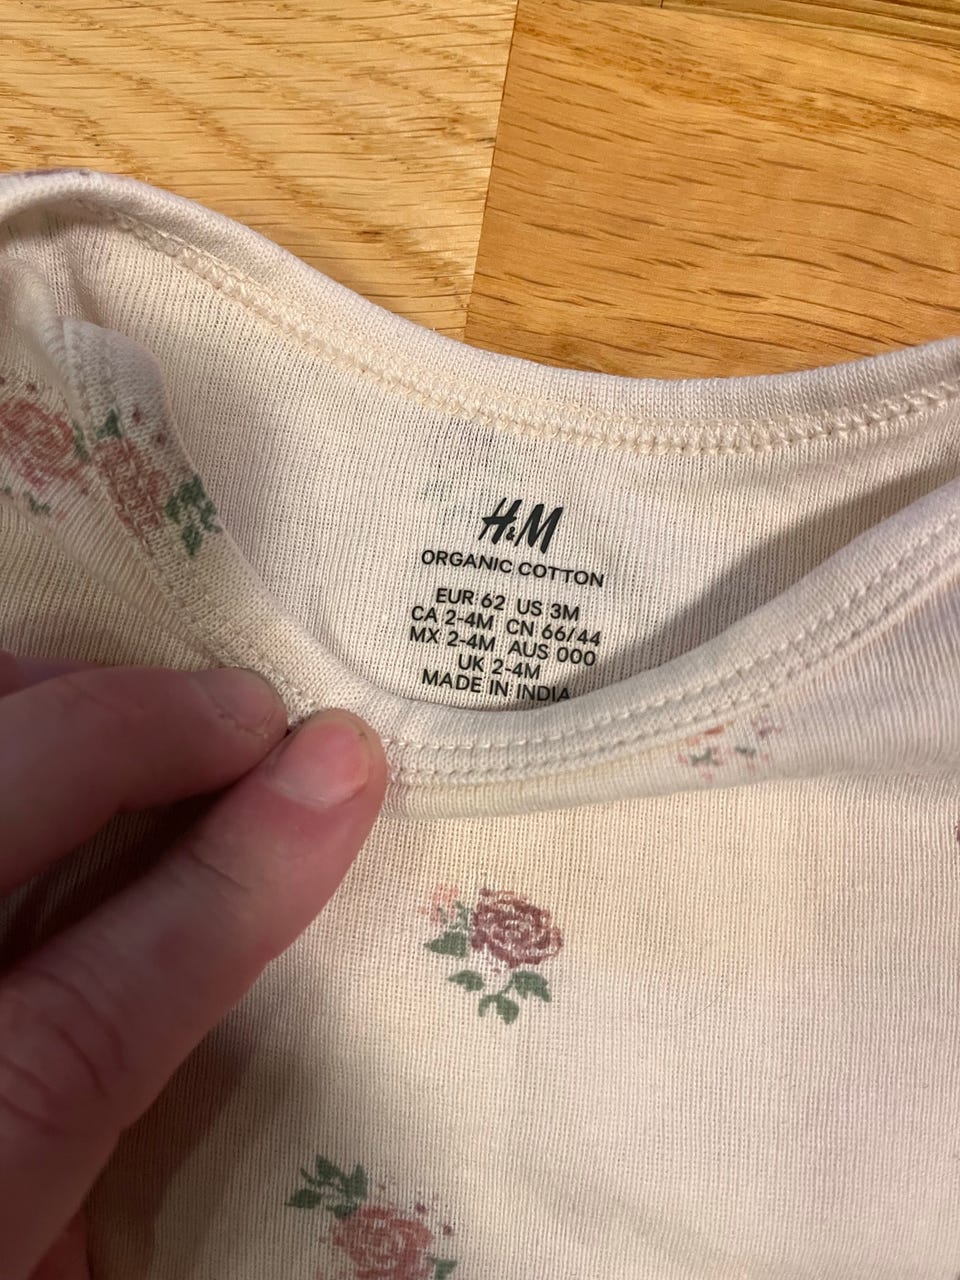 H&M
ORGANIC COTTON
EUR 62 US 3M
CA 2-4M CN 66/44
MX 2-4M AUS 000
UK 2-4M
MADE IN INDIA